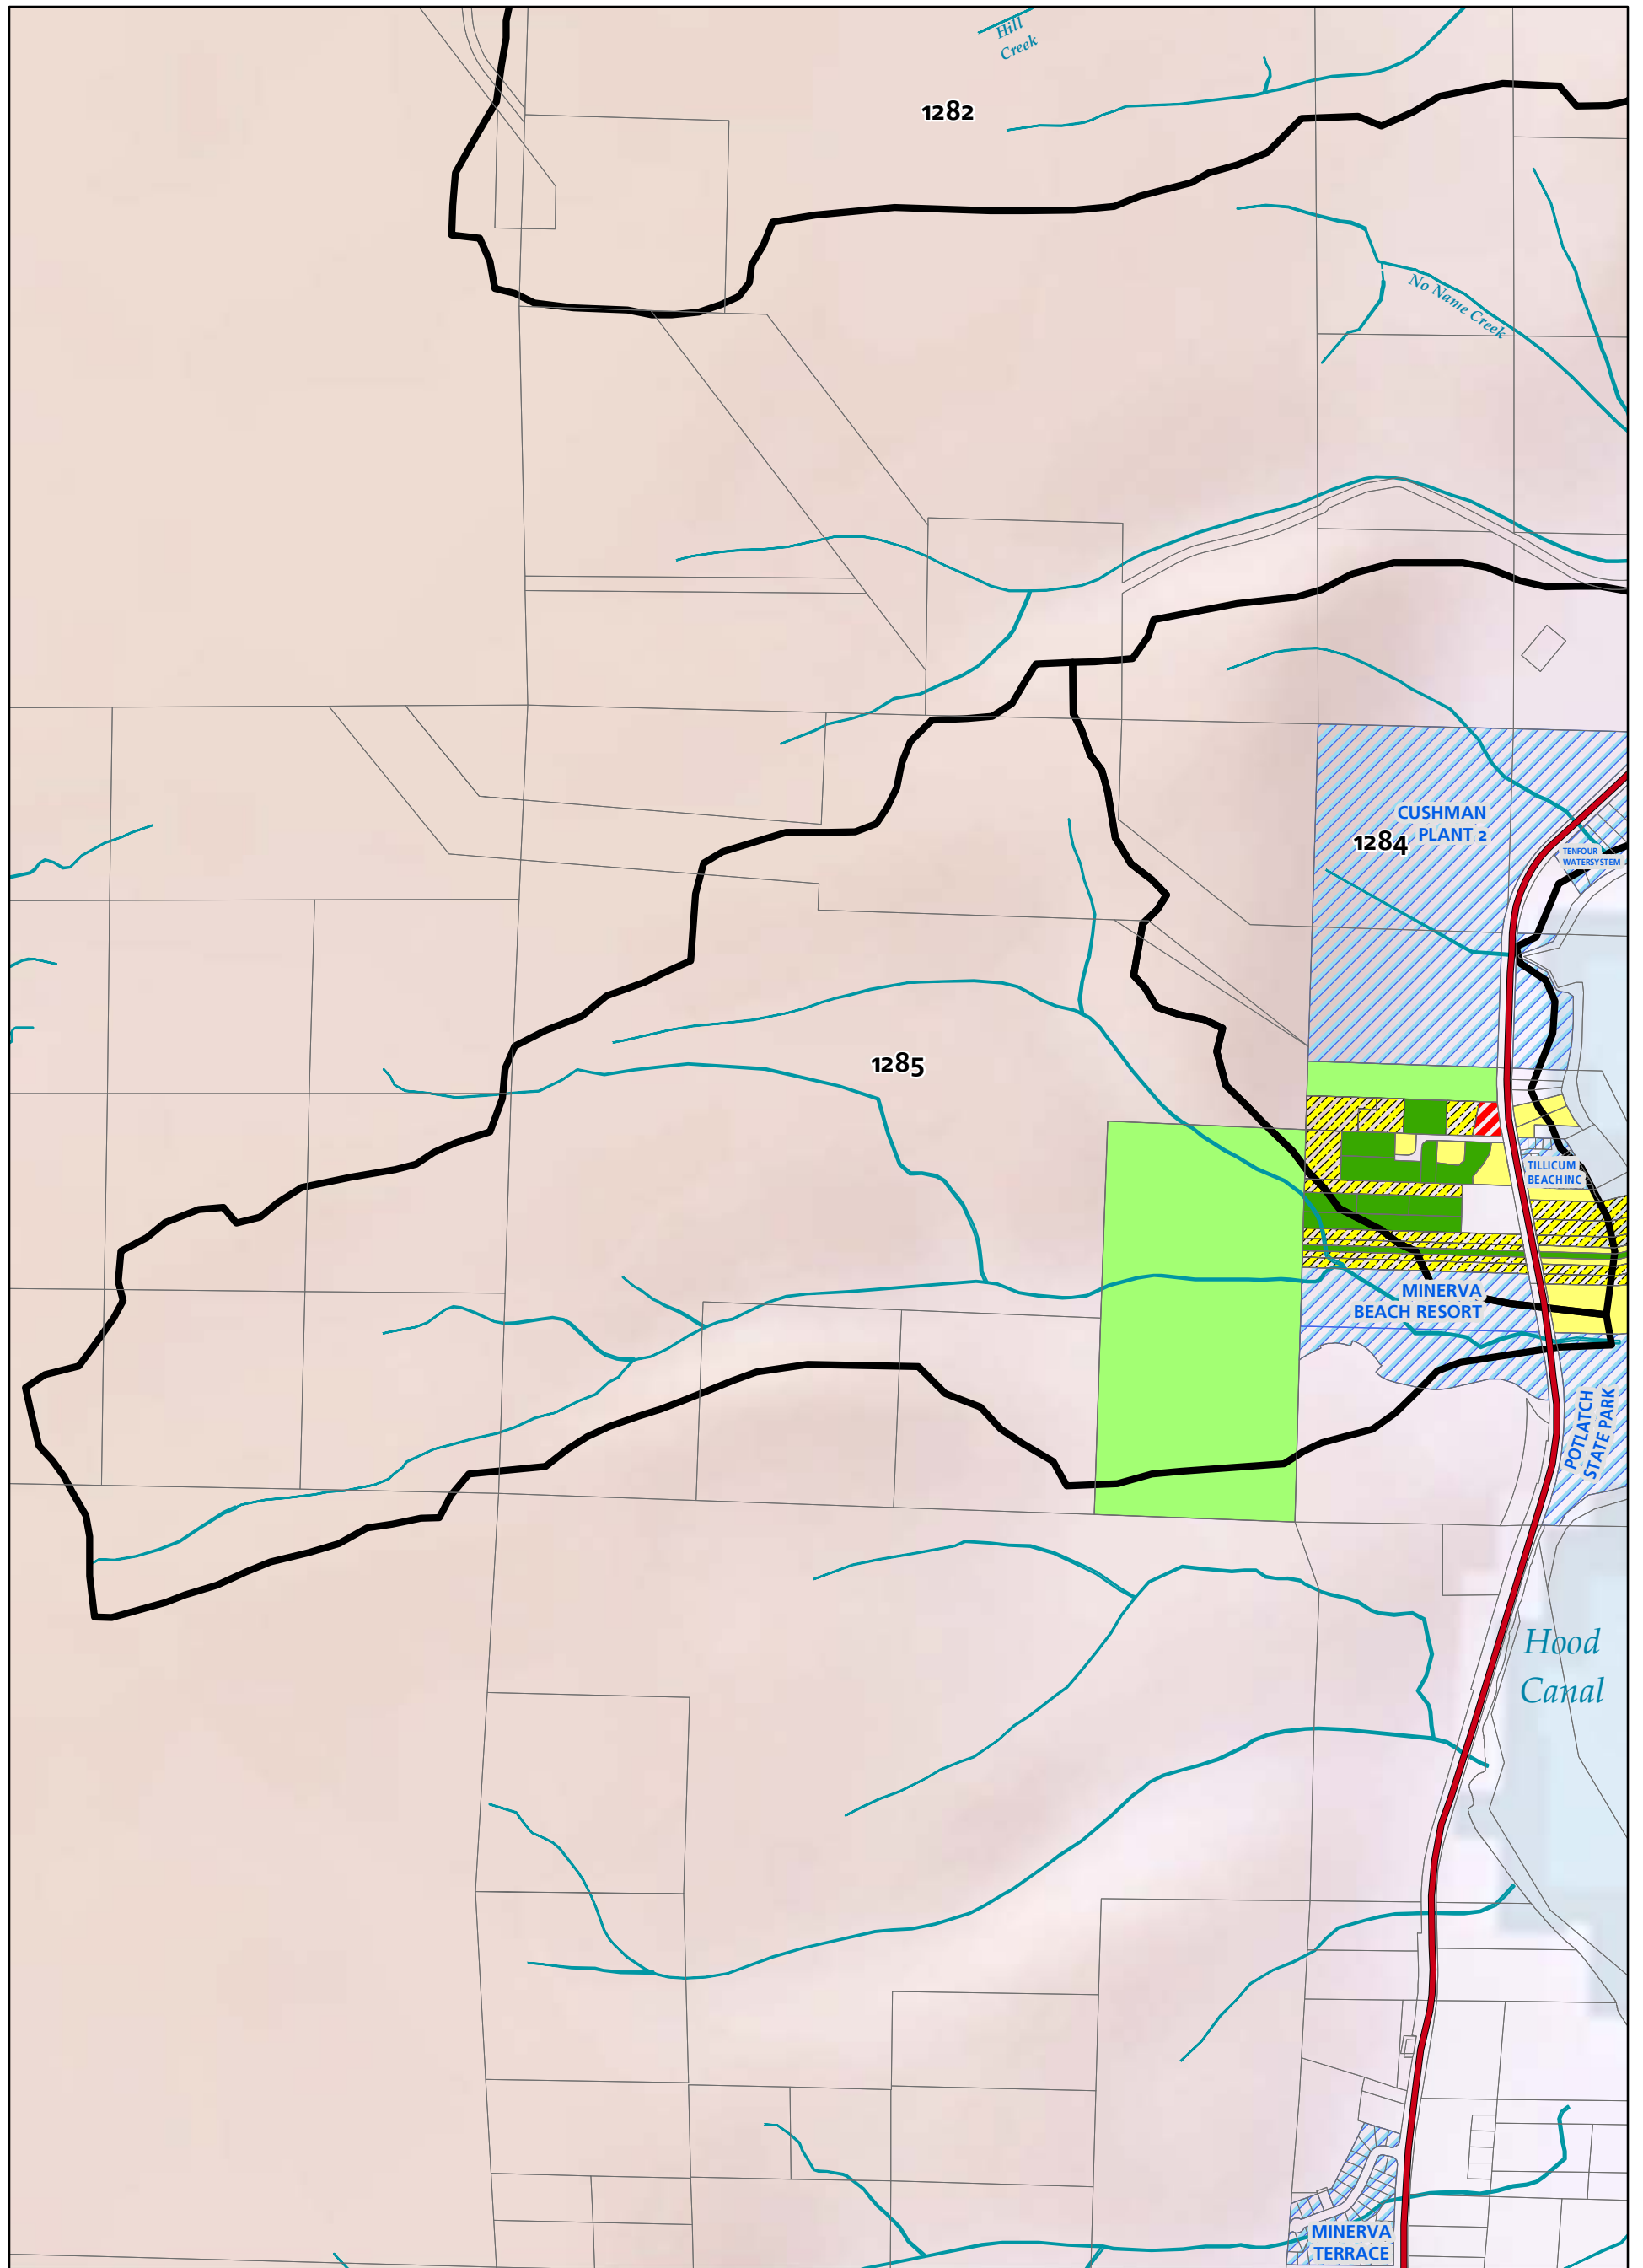 Hill
Creek
1282
No Name Creek
CUSHMAN
PLANT 2
1284
TENFOUR
WATERSYSTEM
1285
TILLICUM
BEACH INC
MINERVA
BEACH RESORT
POTLATCH
STATE PARK
Hood
Canal
MINERVA
TERRACE